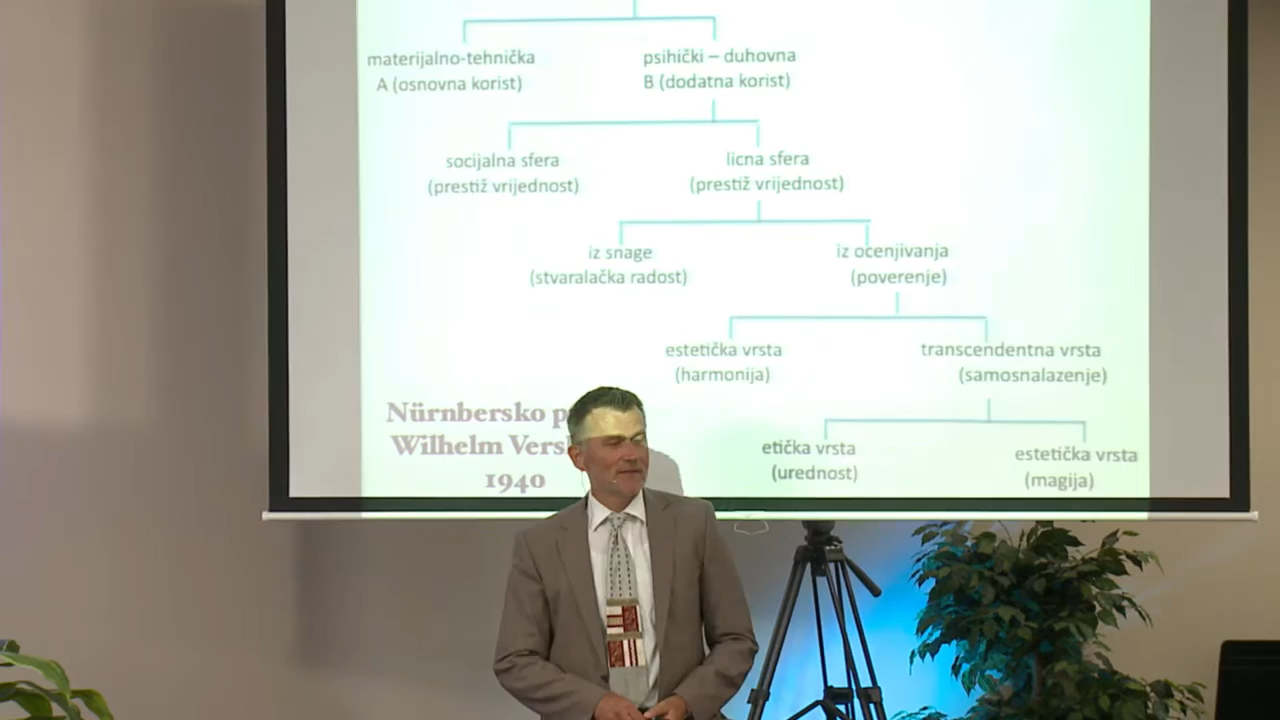 materijalno-tehnička
A (osnovna korist)
psihički – duhovna
B (dodatna korist)
socijalna sfera
(prestiž vrijednost)
licna sfera
(prestiž vrijednost)
iz snage
(stvaralačka radost)
iz ocenjivanja
(poverenje)
estetička vrsta
(harmonija)
transcendentna vrsta
(samosnalazenje)
etička vrsta
(urednost)
estetička vrsta
(magija)
Nürnbersko
Wilhelm
1940